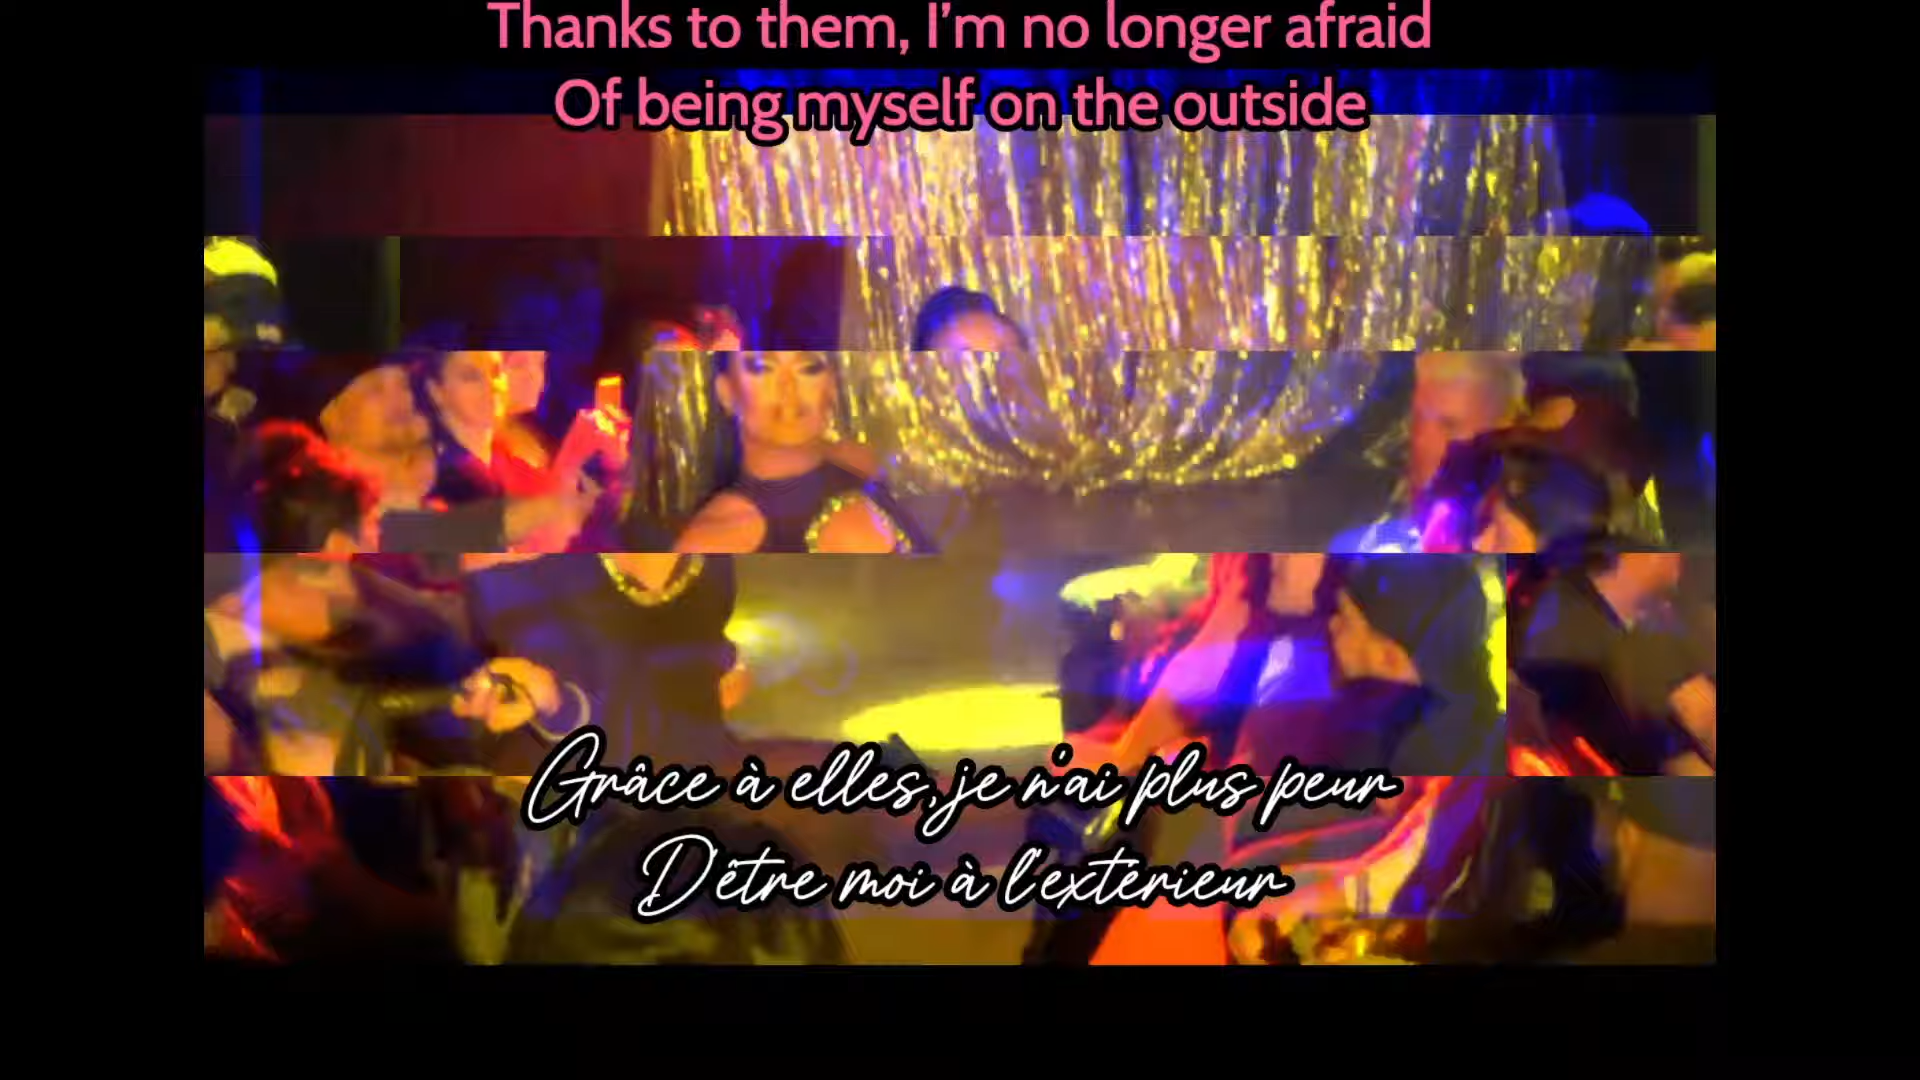 Thanks to them, I'm no longer afraid
Of being myself on the outside
Grâce à elles, je n'ai plus peur
D'être moi à l'extérieur